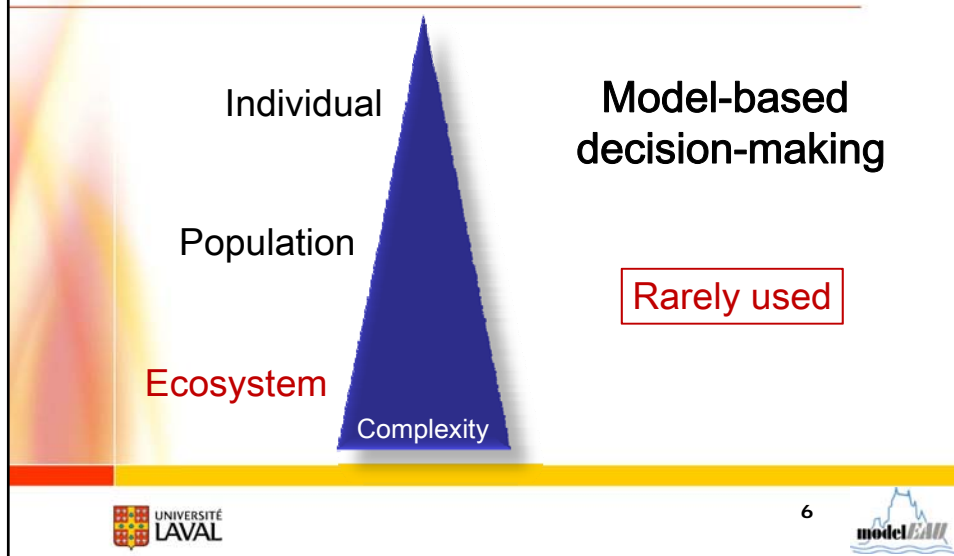 Individual
Model-based
decision-making
Population
Rarely used
Ecosystem
Complexity
UNIVERSITÉ
LAVAL
6
modelEAU